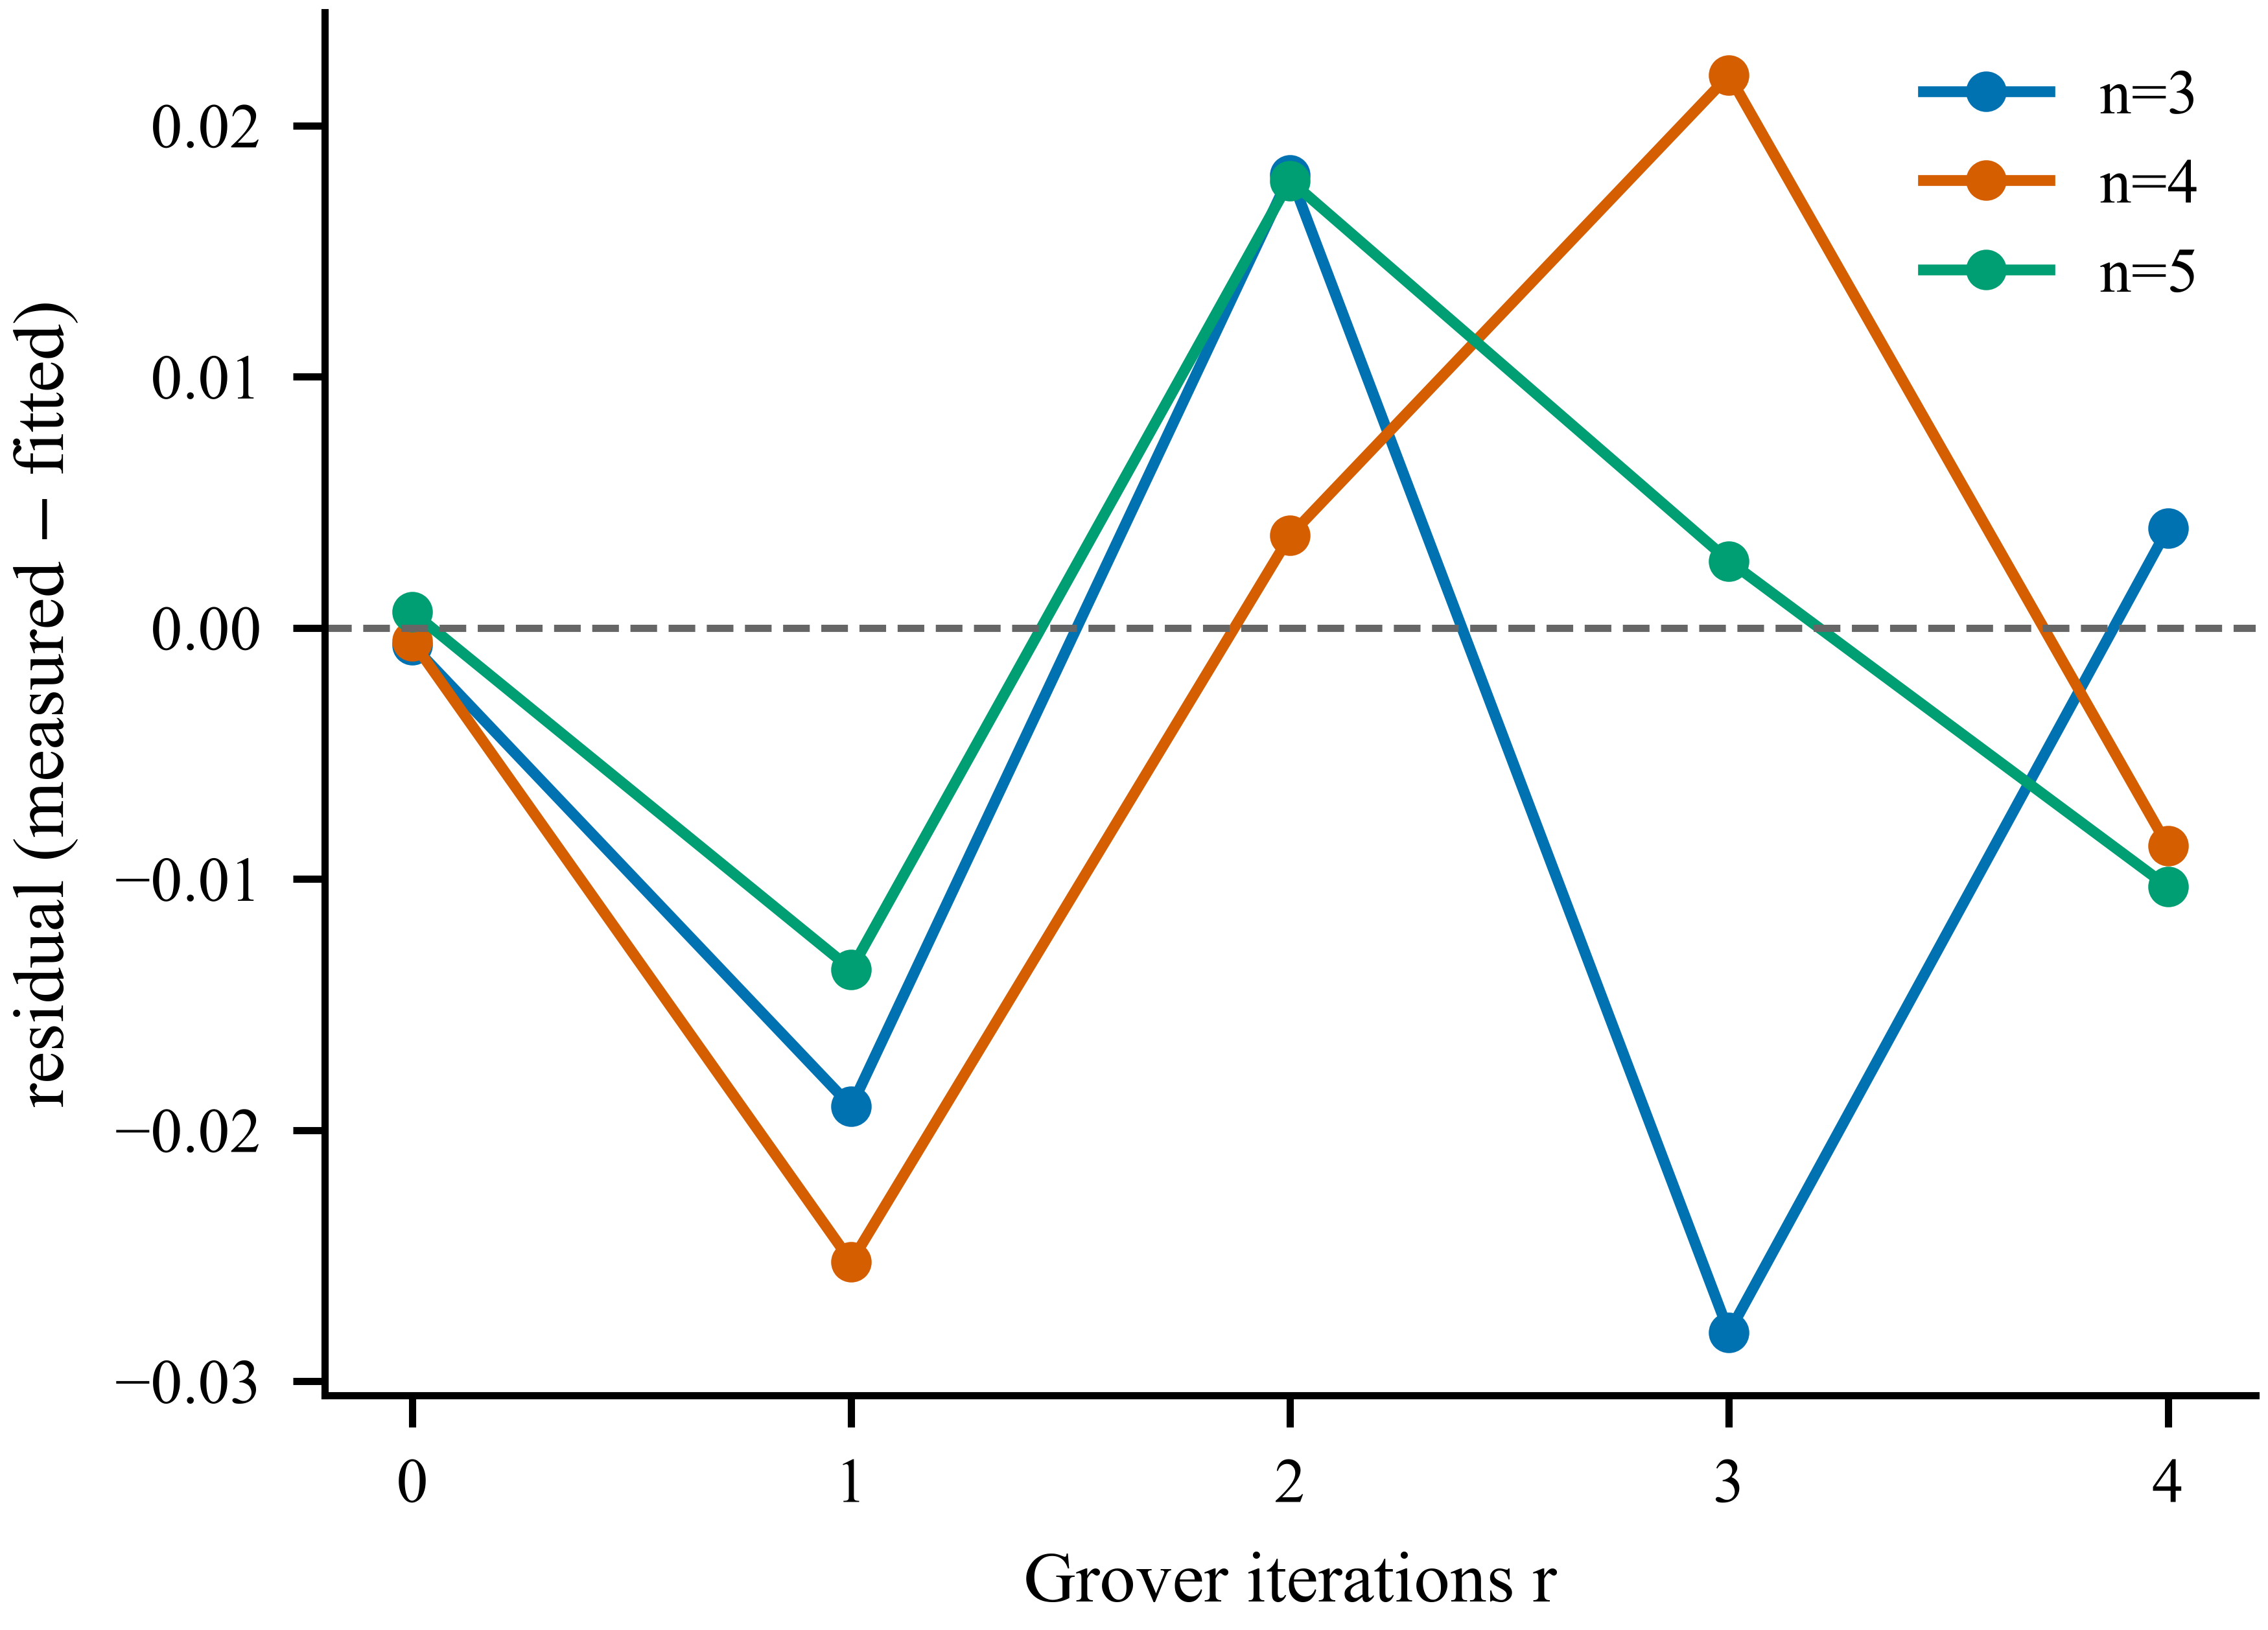 residual (measured − fitted)
0.02
0.01
0.00
−0.01
−0.02
−0.03
0
1
2
3
4
Grover iterations r
n=3
n=4
n=5